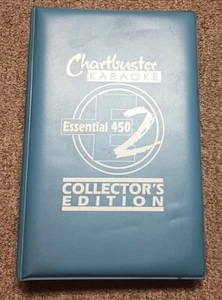 Chartbuster
KARAOKE
Essential 450
2
COLLECTOR'S
EDITION